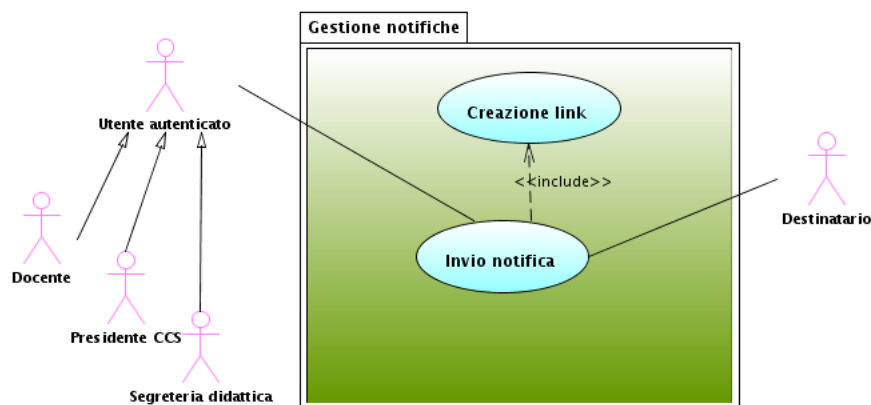 Gestione notifiche
Utente autenticato
Creazione link
<<include>>
Destinatario
Invio notifica
Docente
Presidente CCS
Segreteria didattica